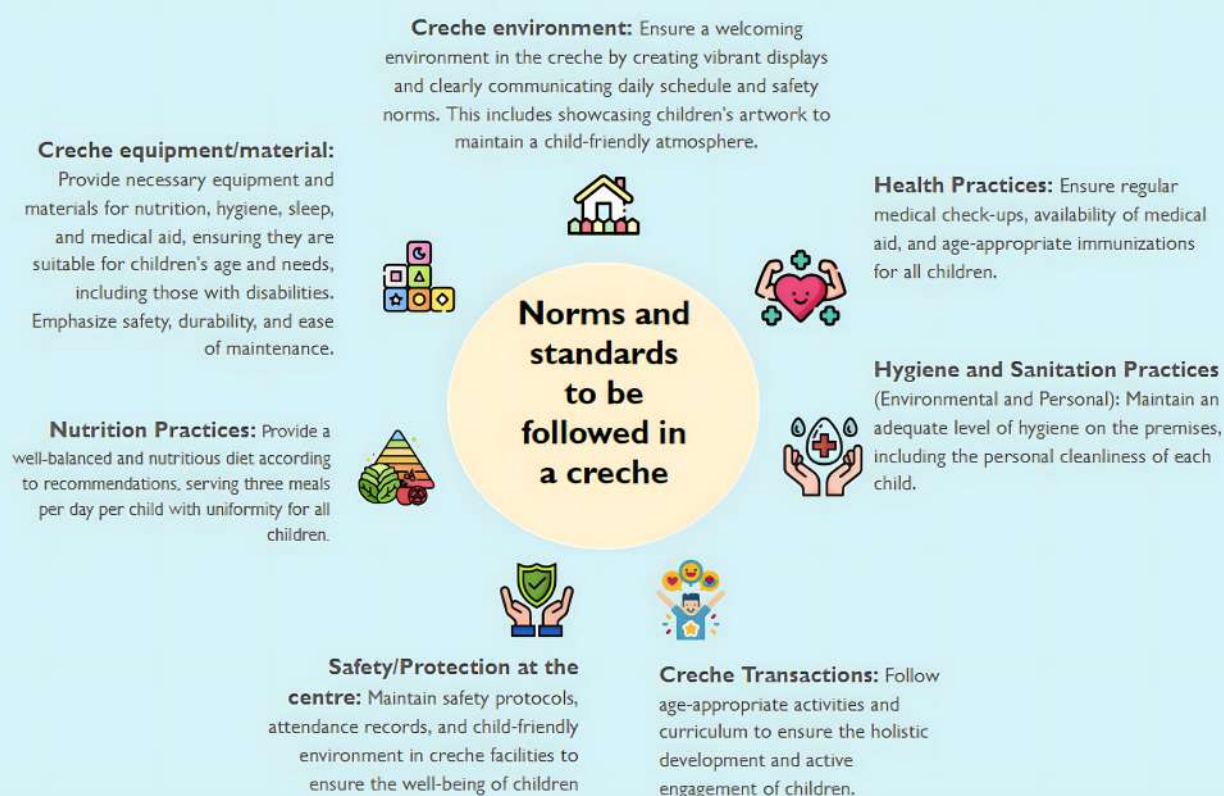 Creche environment: Ensure a welcoming
environment in the creche by creating vibrant displays
and clearly communicating daily schedule and safety
norms. This includes showcasing children's artwork to
maintain a child-friendly atmosphere.
Creche equipment/material:
Provide necessary equipment and
materials for nutrition, hygiene, sleep,
and medical aid, ensuring they are
suitable for children's age and needs,
including those with disabilities.
Emphasize safety, durability, and ease
of maintenance.
Health Practices: Ensure regular
medical check-ups, availability of medical
aid, and age-appropriate immunizations
for all children.
Norms and
standards
to be
followed in
a creche
Hygiene and Sanitation Practices
(Environmental and Personal): Maintain an
adequate level of hygiene on the premises,
including the personal cleanliness of each
child.
Nutrition Practices: Provide a
well-balanced and nutritious diet according
to recommendations, serving three meals
per day per child with uniformity for all
children.
Safety/Protection at the
centre: Maintain safety protocols,
attendance records, and child-friendly
environment in creche facilities to
ensure the well-being of children
Creche Transactions: Follow
age-appropriate activities and
curriculum to ensure the holistic
development and active
engagement of children.